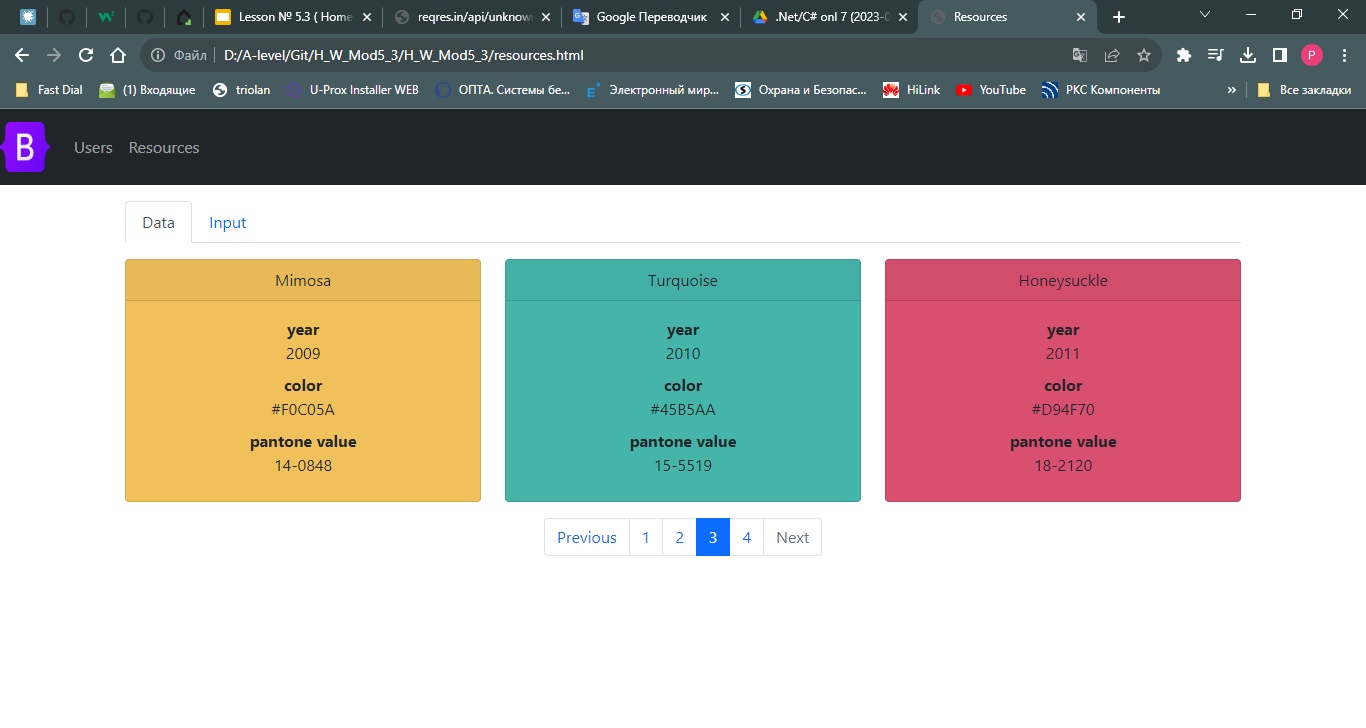 Lesson № 5.3 ( Home
reqres.in/api/unknow
Google Переводчик
.Net/C# onl 7 (2023-0
Resources
Файл
D:/A-level/Git/H_W_Mod5_3/H_W_Mod5_3/resources.html
P
Fast Dial
(1) Входящие
triolan
U-Prox Installer WEB
ОПТА. Системы бе...
Электронный мир...
Охрана и Безопас...
HiLink
YouTube
РКС Компоненты
»
Все закладки
B
Users
Resources
Data
Input
Mimosa
year
2009
color
#F0C05A
pantone value
14-0848
Turquoise
year
2010
color
#45B5AA
pantone value
15-5519
Honeysuckle
year
2011
color
#D94F70
pantone value
18-2120
Previous 1 2 3 4 Next